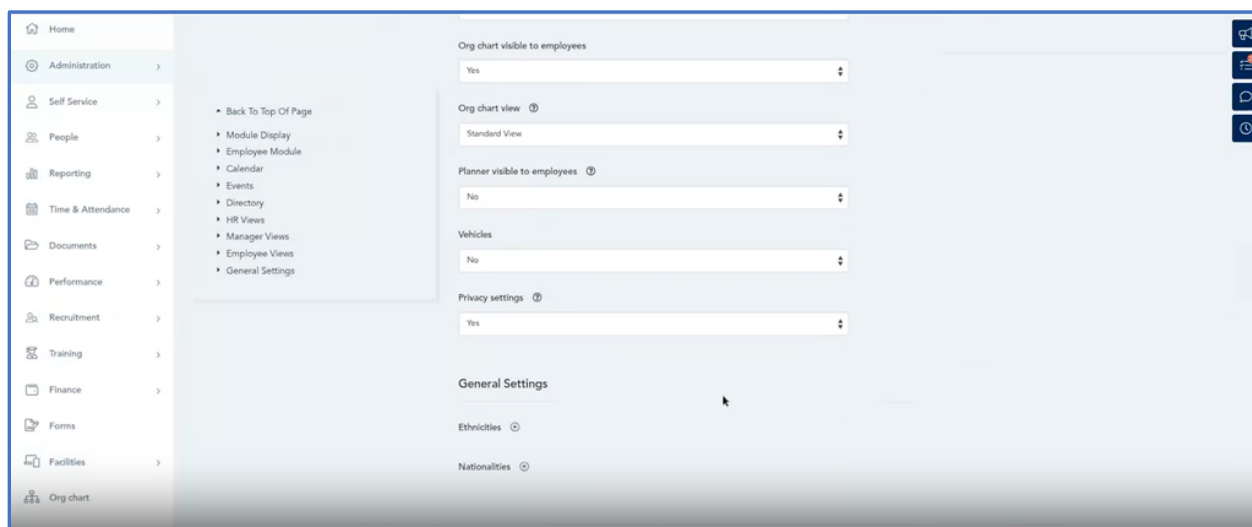 Home
Administration
Self Service
People
Reporting
Time & Attendance
Documents
Performance
Recruitment
Training
Finance
Forms
Facilities
Org chart
Back To Top Of Page
Module Display
Employee Module
Calendar
Events
Directory
HR Views
Manager Views
Employee Views
General Settings
Org chart visible to employees
Yes
Org chart view
Standard View
Planner visible to employees
No
Vehicles
No
Privacy settings
Yes
General Settings
Ethnicities
Nationalities